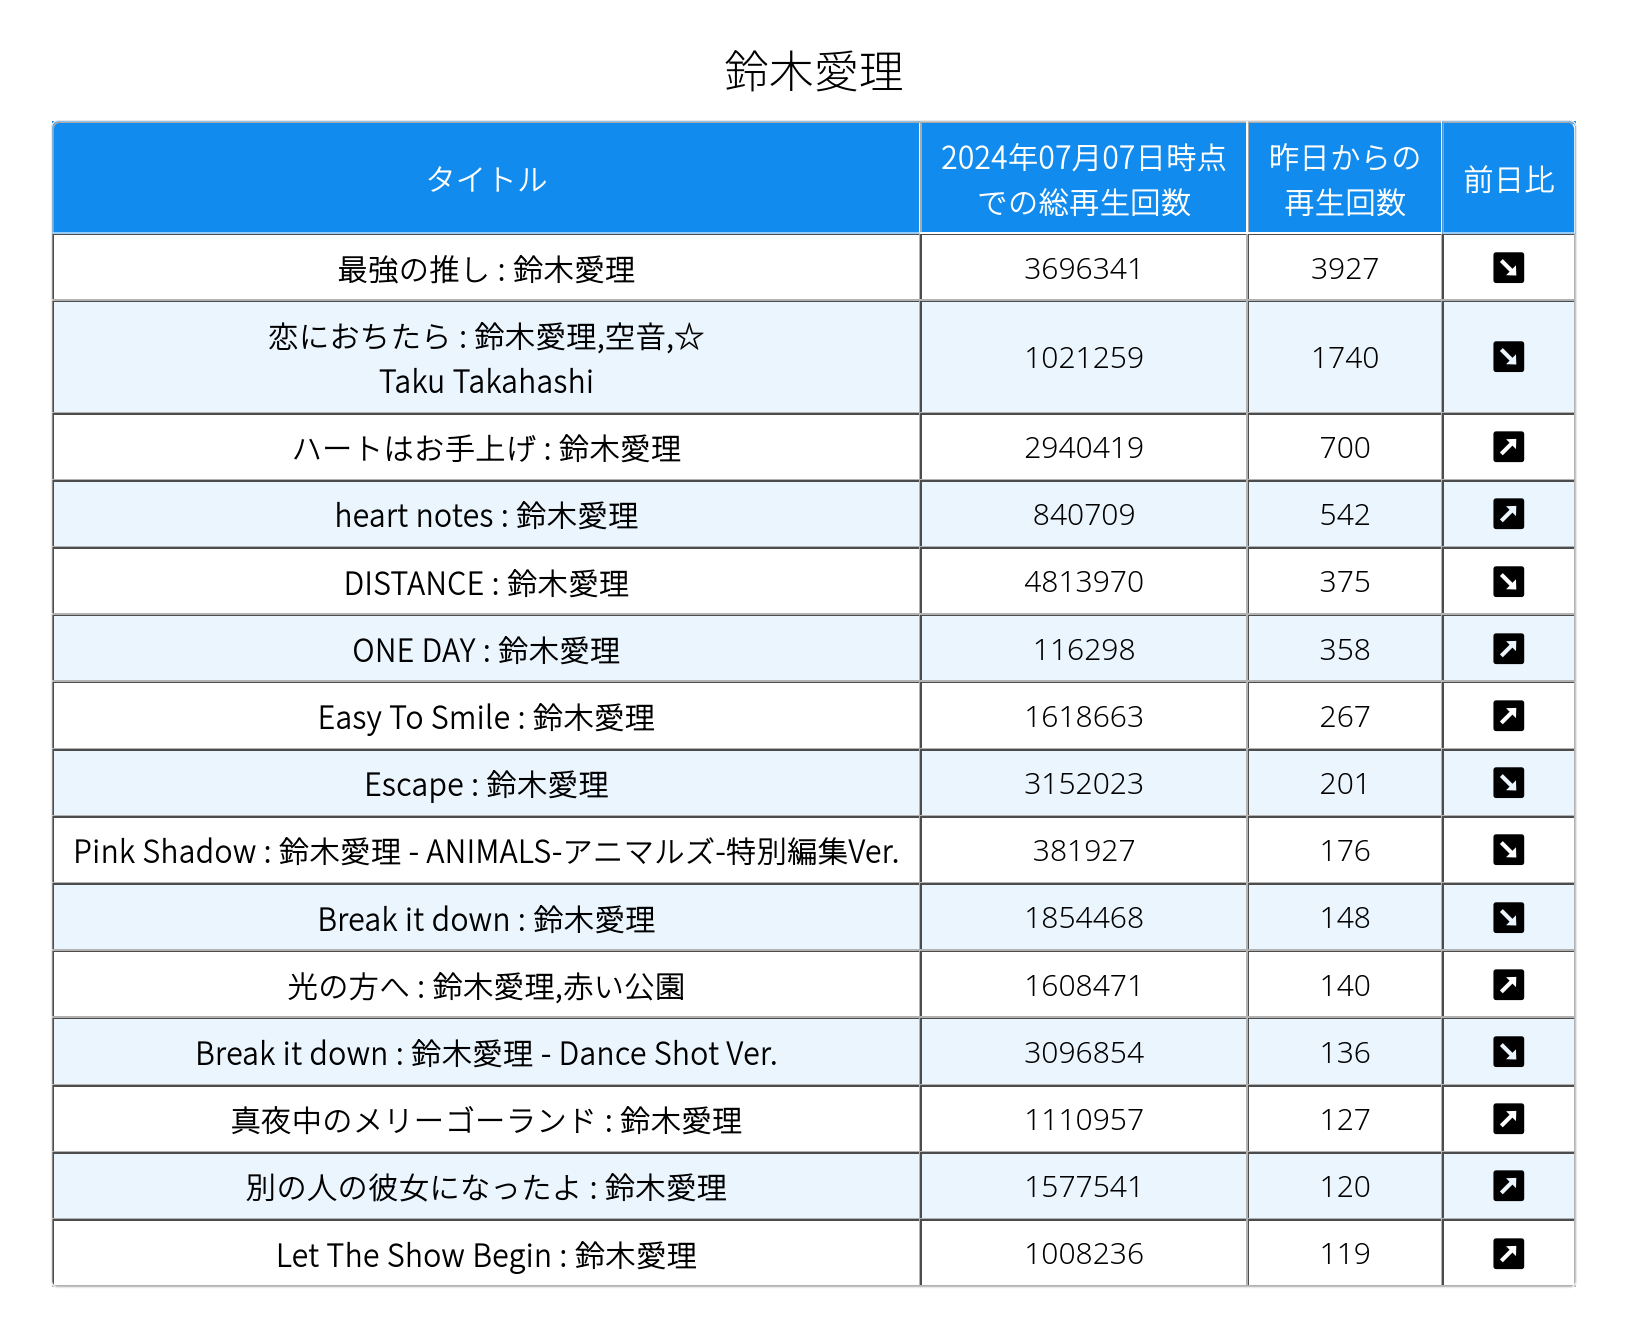 鈴木愛理
タイトル 2024年07月07日時点での総再生回数 昨日からの再生回数 前日比
最強の推し : 鈴木愛理 3696341 3927 ↘
恋におちたら : 鈴木愛理,空音,☆Taku Takahashi 1021259 1740 ↘
ハートはお手上げ : 鈴木愛理 2940419 700 ↗
heart notes : 鈴木愛理 840709 542 ↗
DISTANCE : 鈴木愛理 4813970 375 ↘
ONE DAY : 鈴木愛理 116298 358 ↗
Easy To Smile : 鈴木愛理 1618663 267 ↗
Escape : 鈴木愛理 3152023 201 ↘
Pink Shadow : 鈴木愛理 - ANIMALS-アニマルズ-特別編集Ver. 381927 176 ↘
Break it down : 鈴木愛理 1854468 148 ↘
光の方へ : 鈴木愛理,赤い公園 1608471 140 ↗
Break it down : 鈴木愛理 - Dance Shot Ver. 3096854 136 ↘
真夜中のメリーゴーランド : 鈴木愛理 1110957 127 ↗
別の人の彼女になったよ : 鈴木愛理 1577541 120 ↗
Let The Show Begin : 鈴木愛理 1008236 119 ↗